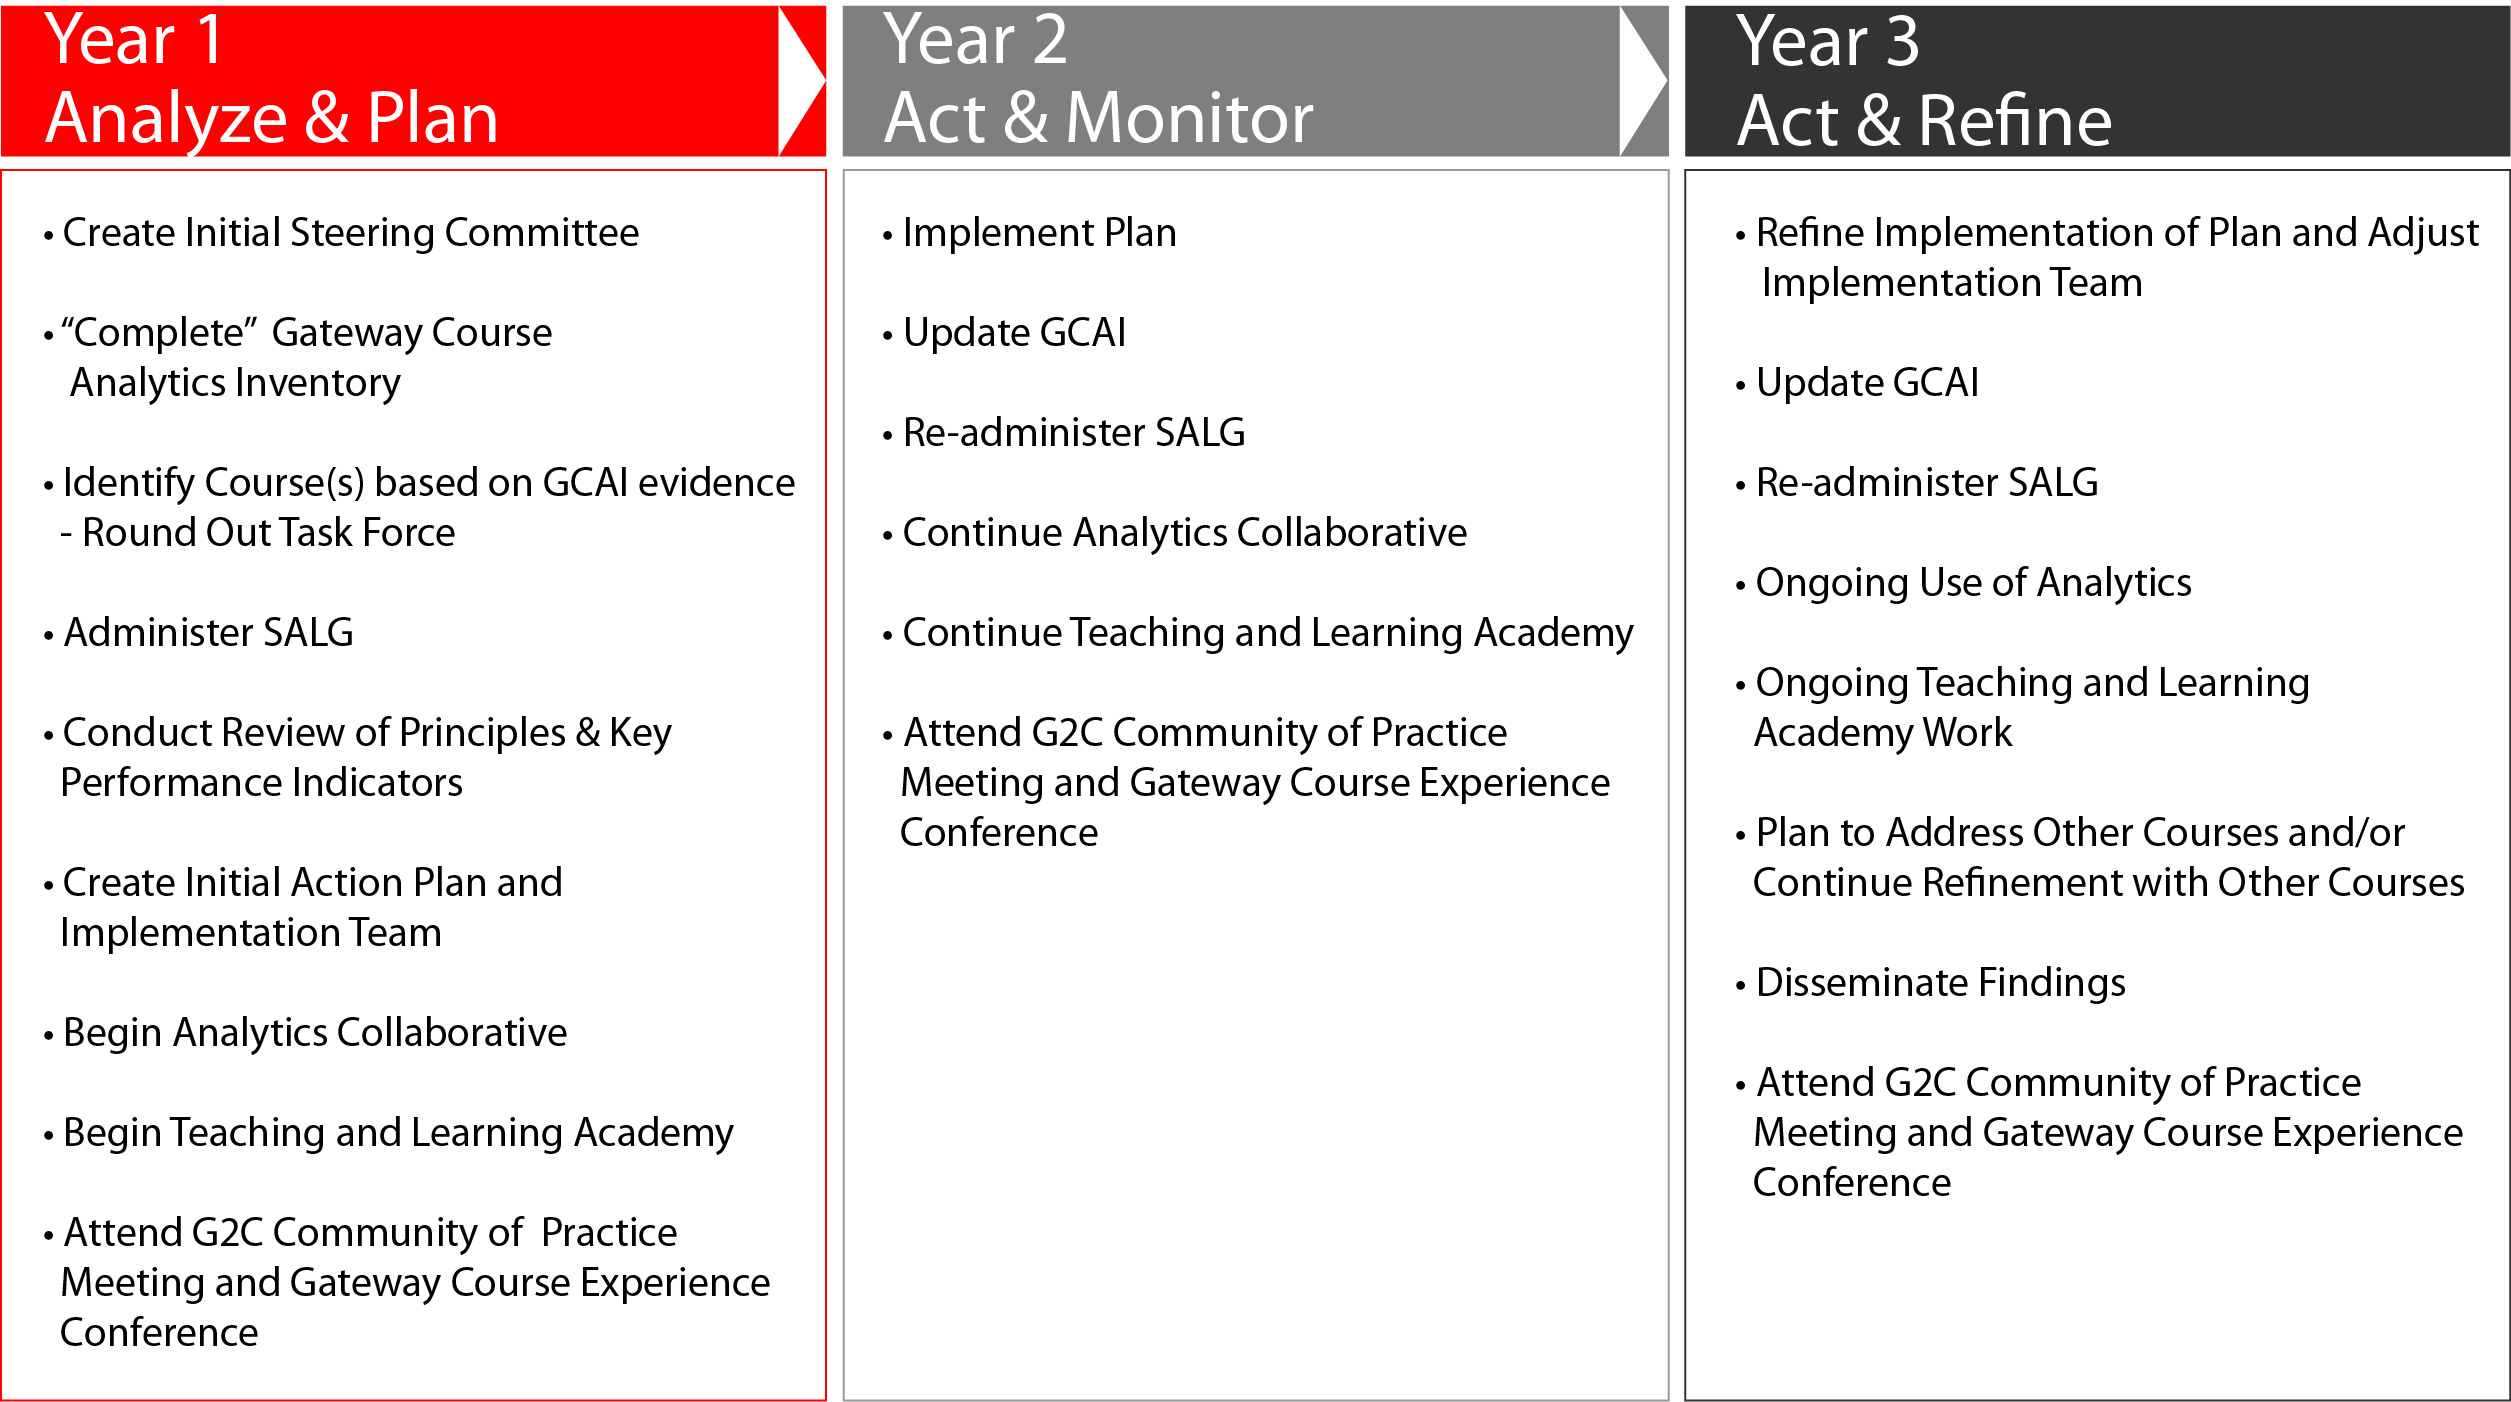 Year 1
Analyze & Plan
• Create Initial Steering Committee
• “Complete” Gateway Course
Analytics Inventory
• Identify Course(s) based on GCAI evidence
- Round Out Task Force
• Administer SALG
• Conduct Review of Principles & Key
Performance Indicators
• Create Initial Action Plan and
Implementation Team
• Begin Analytics Collaborative
• Begin Teaching and Learning Academy
• Attend G2C Community of Practice
Meeting and Gateway Course Experience
Conference
Year 2
Act & Monitor
• Implement Plan
• Update GCAI
• Re-administer SALG
• Continue Analytics Collaborative
• Continue Teaching and Learning Academy
• Attend G2C Community of Practice
Meeting and Gateway Course Experience
Conference
Year 3
Act & Refine
• Refine Implementation of Plan and Adjust
Implementation Team
• Update GCAI
• Re-administer SALG
• Ongoing Use of Analytics
• Ongoing Teaching and Learning
Academy Work
• Plan to Address Other Courses and/or
Continue Refinement with Other Courses
• Disseminate Findings
• Attend G2C Community of Practice
Meeting and Gateway Course Experience
Conference